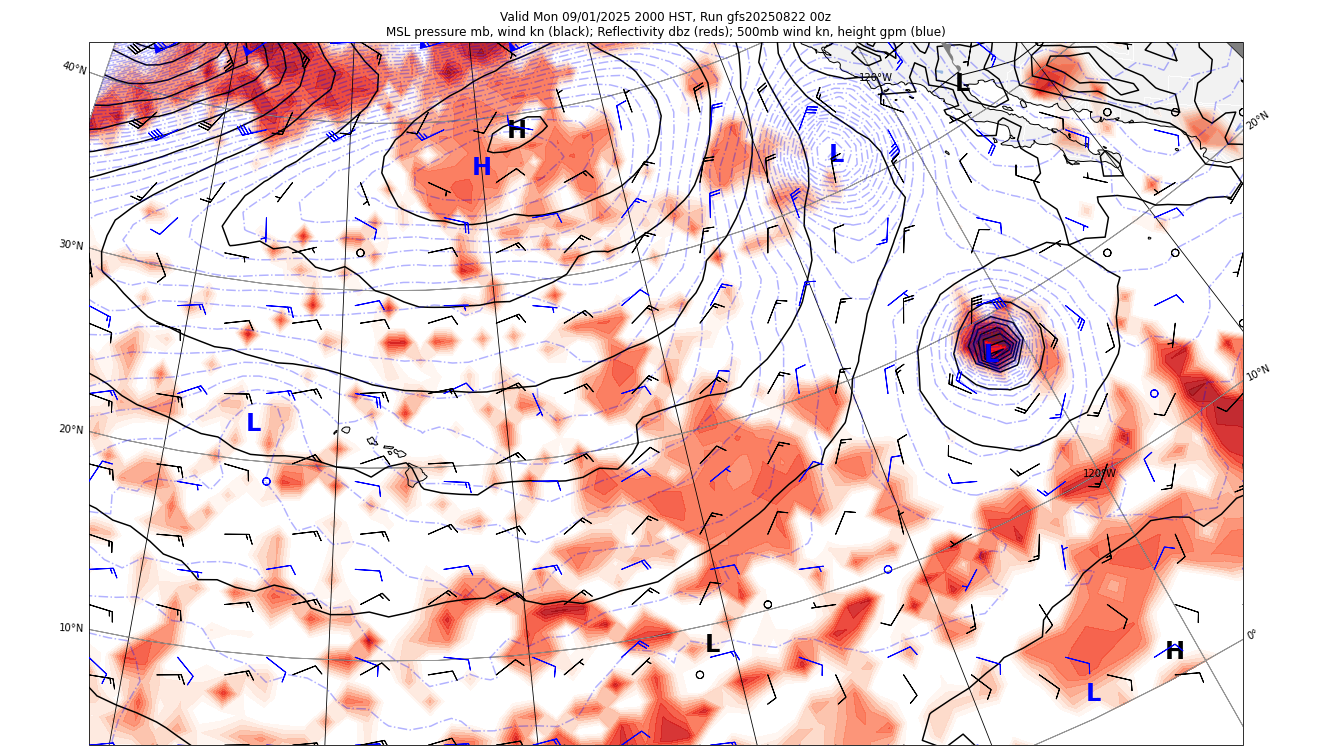 Valid Mon 09/01/2025 2000 HST, Run gfs20250822 00z
MSL pressure mb, wind kn (black); Reflectivity dbz (reds); 500mb wind kn, height gpm (blue)
40°N
120°W
L
20°N
H
L
H
30°N
L
10°N
20°N
L
120°W
10°N
L
0°
H
L